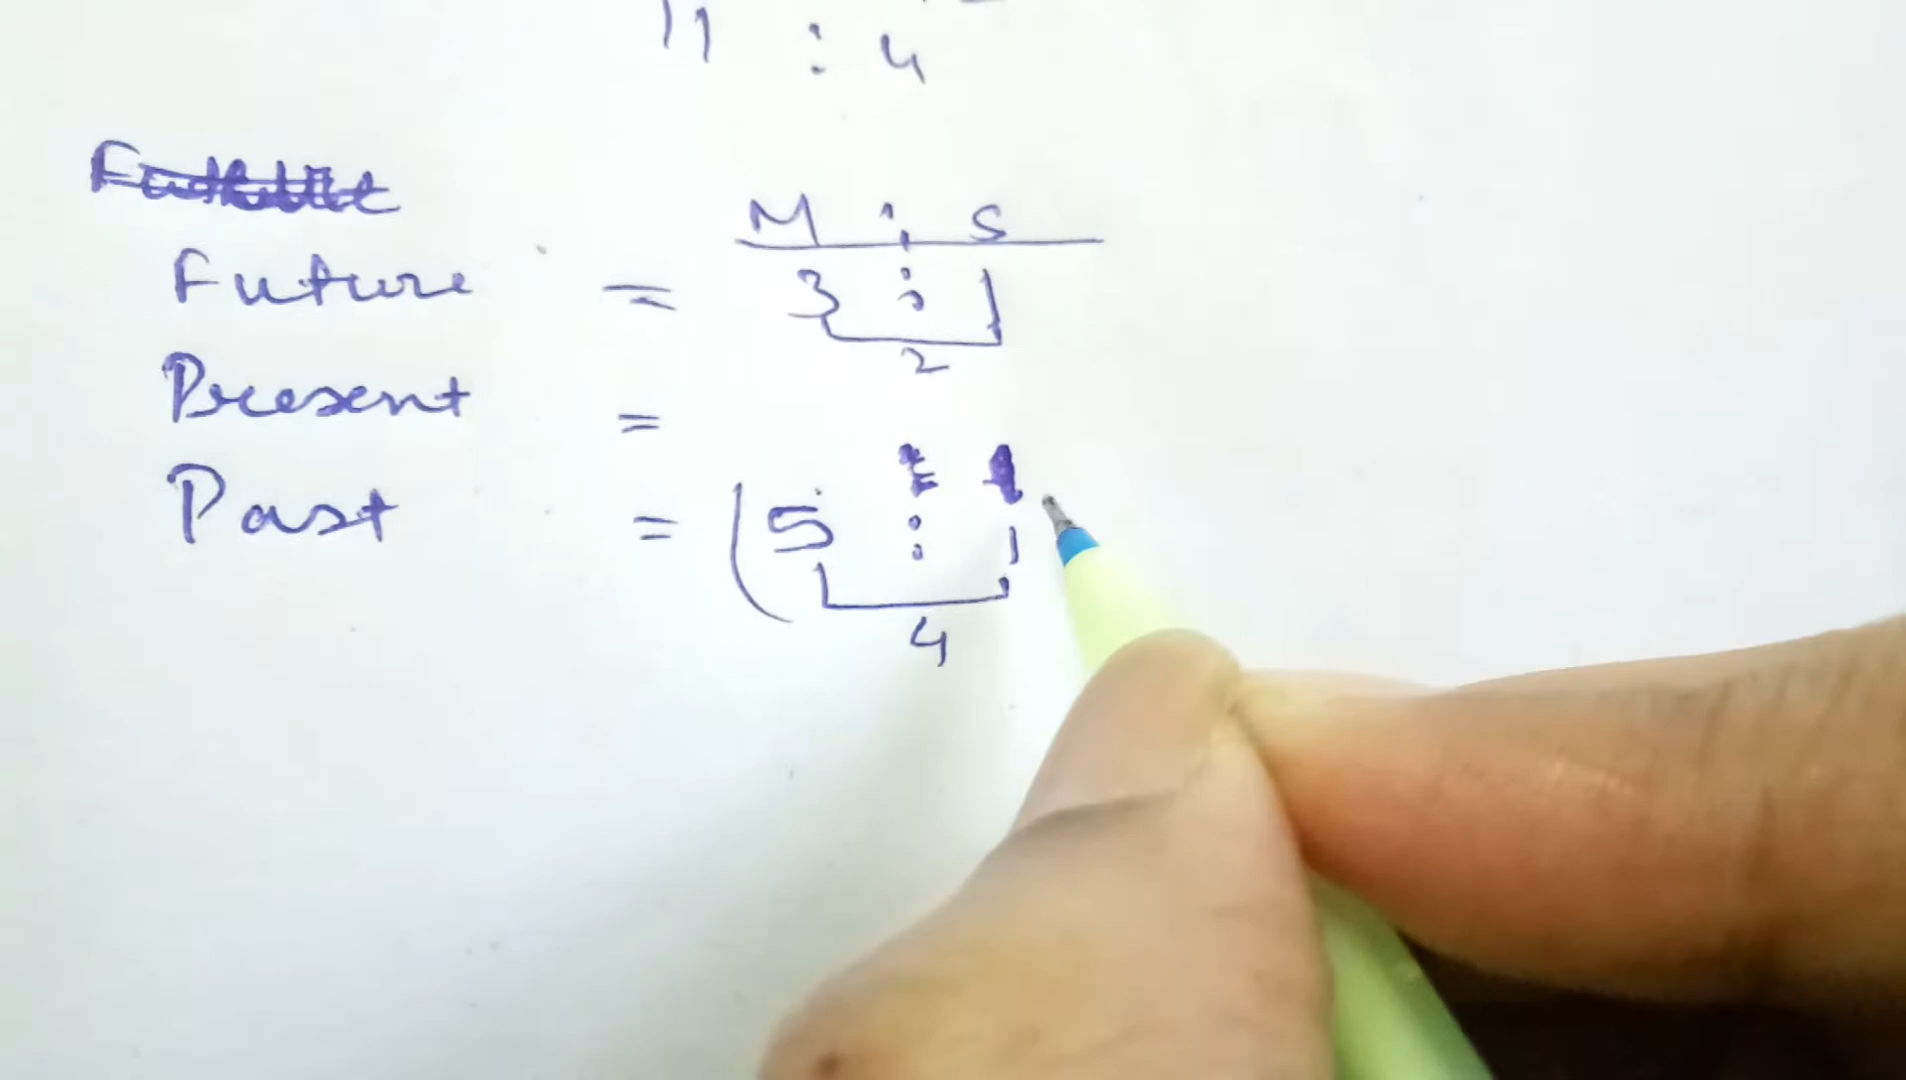 11 : 4
M : S
Future = 3 : 1
2
Present =
Past = (5 : 1
4